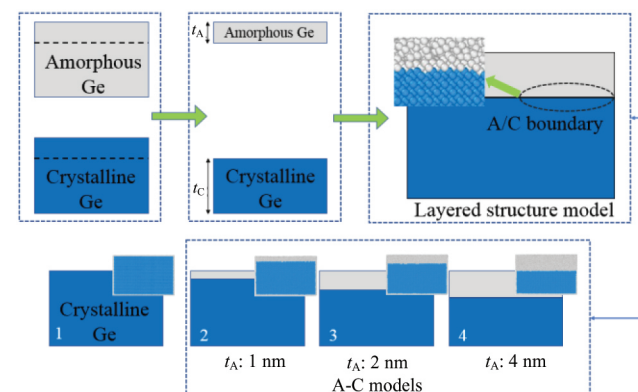 Amorphous
Ge
Crystalline
Ge
tA
Amorphous Ge
tC
Crystalline
Ge
A/C boundary
Layered structure model
1
Crystalline
Ge
2
3
4
tA: 1 nm
tA: 2 nm
tA: 4 nm
A-C models